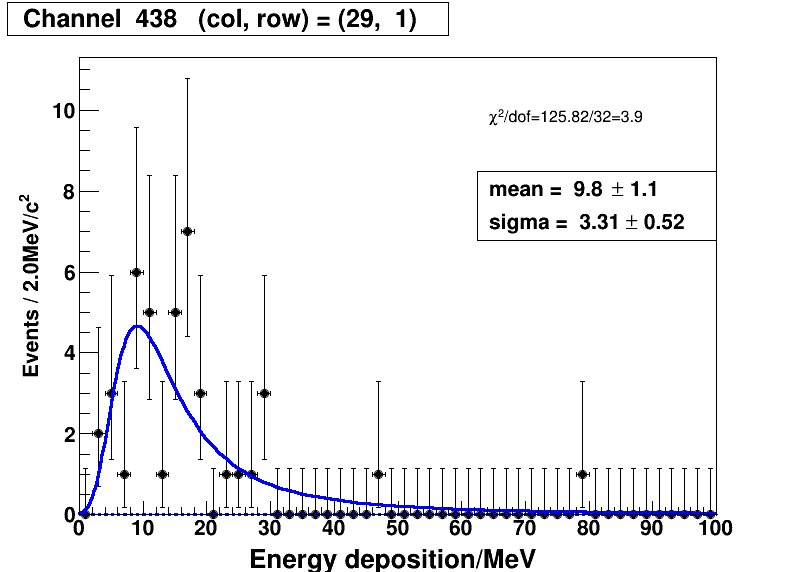 Channel 438 (col, row) = (29, 1)
χ²/dof=125.82/32=3.9
mean = 9.8 ± 1.1
sigma = 3.31 ± 0.52
Events / 2.0MeV/c²
10
8
6
4
2
0
0 10 20 30 40 50 60 70 80 90 100
Energy deposition/MeV